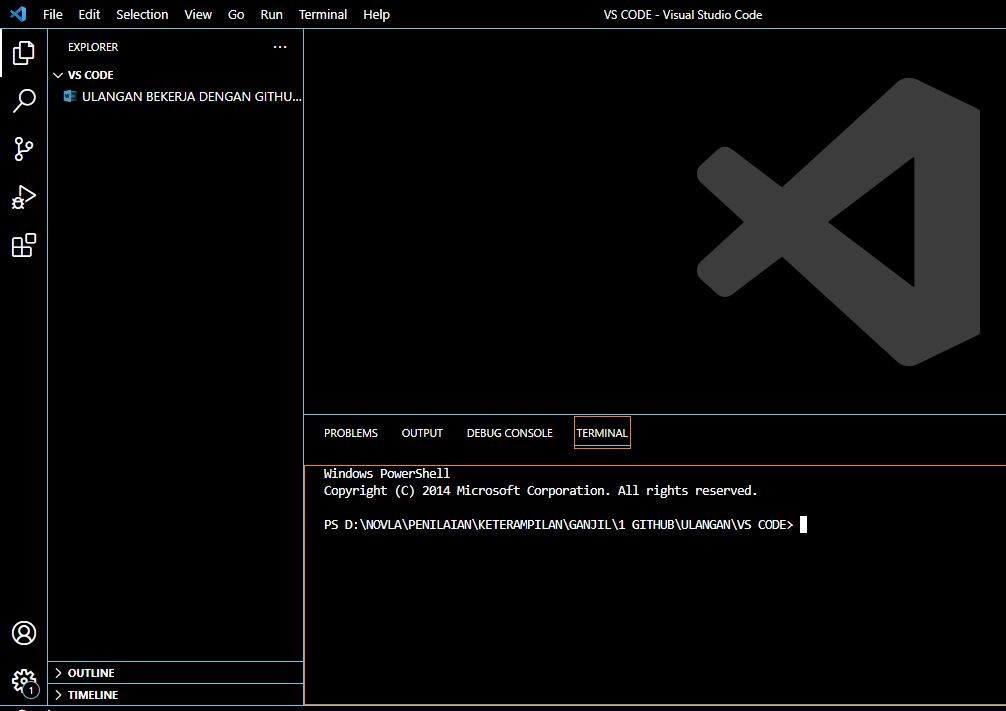 File Edit Selection View Go Run Terminal Help VS CODE - Visual Studio Code
EXPLORER ...
VS CODE
ULANGAN BEKERJA DENGAN GITHU...
PROBLEMS OUTPUT DEBUG CONSOLE TERMINAL
Windows PowerShell
Copyright (C) 2014 Microsoft Corporation. All rights reserved.
PS D:\NOVLA\PENILAIAN\KETERAMPILAN\GANJIL\1 GITHUB\ULANGAN\VS CODE>
OUTLINE
1
TIMELINE